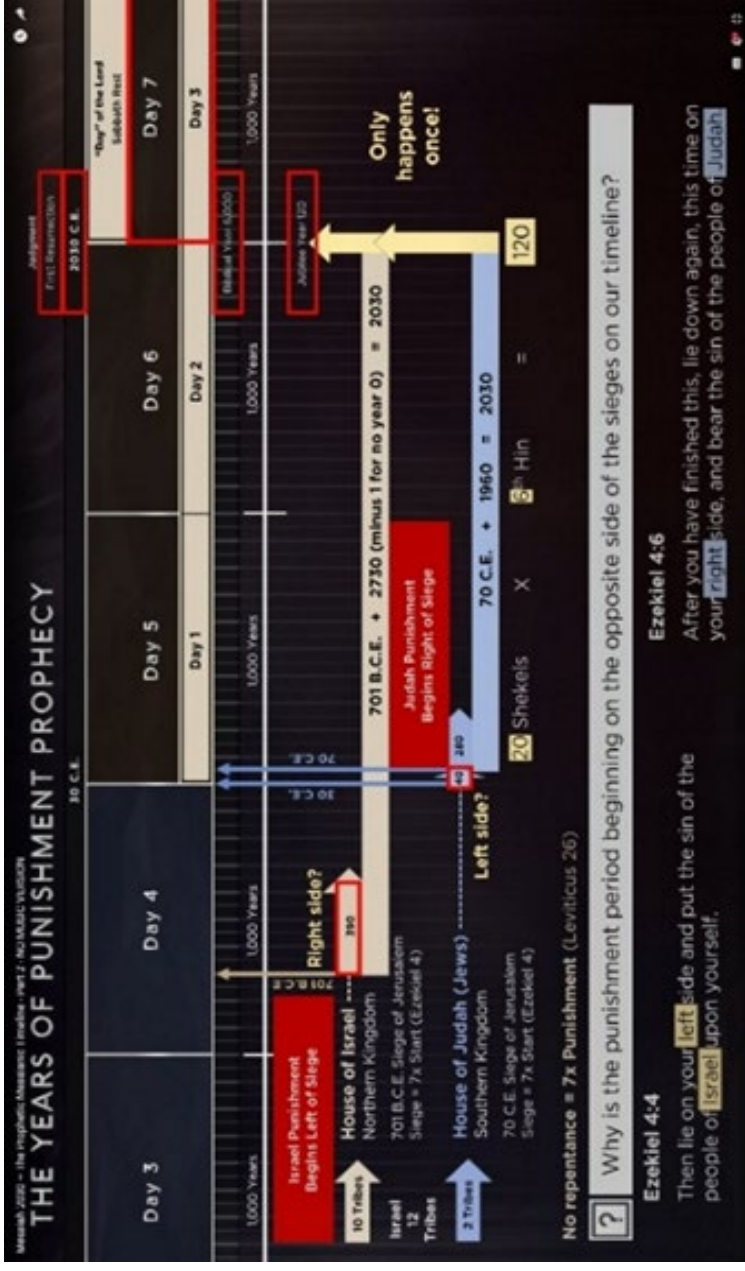 Messiah 2030 – The Prophetic Messianic Timeline - Part 2 - NO MUSIC VERSION
THE YEARS OF PUNISHMENT PROPHECY
Judgment
First Resurrection
30 C.E.
2030 C.E.
Day 3
Day 4
Day 5
Day 6
"Day" of the Lord
Sabbath Rest
Day 7
Day 1
Day 2
Day 3
1,000 Years
1,000 Years
1,000 Years
1,000 Years
1,000 Years
Biblical Year 6,000
Jubilee Year 120
Israel Punishment
Begins Left of Siege
701 B.C.E.
Right side?
30 C.E.
70 C.E.
Only
happens
once!
10 Tribes
House of Israel
Northern Kingdom
390
701 B.C.E. + 2730 (minus 1 for no year 0) = 2030
701 B.C.E. Siege of Jerusalem
Siege = 7x Start (Ezekiel 4)
Israel
12
Tribes
Judah Punishment
Begins Right of Siege
2 Tribes
House of Judah (Jews)
Southern Kingdom
40
280
Left side?
70 C.E. + 1960 = 2030
70 C.E. Siege of Jerusalem
Siege = 7x Start (Ezekiel 4)
20 Shekels X 6th Hin = 120
No repentance = 7x Punishment (Leviticus 26)
? Why is the punishment period beginning on the opposite side of the sieges on our timeline?
Ezekiel 4:4
Then lie on your left side and put the sin of the
people of Israel upon yourself.
Ezekiel 4:6
After you have finished this, lie down again, this time on
your right side, and bear the sin of the people of Judah